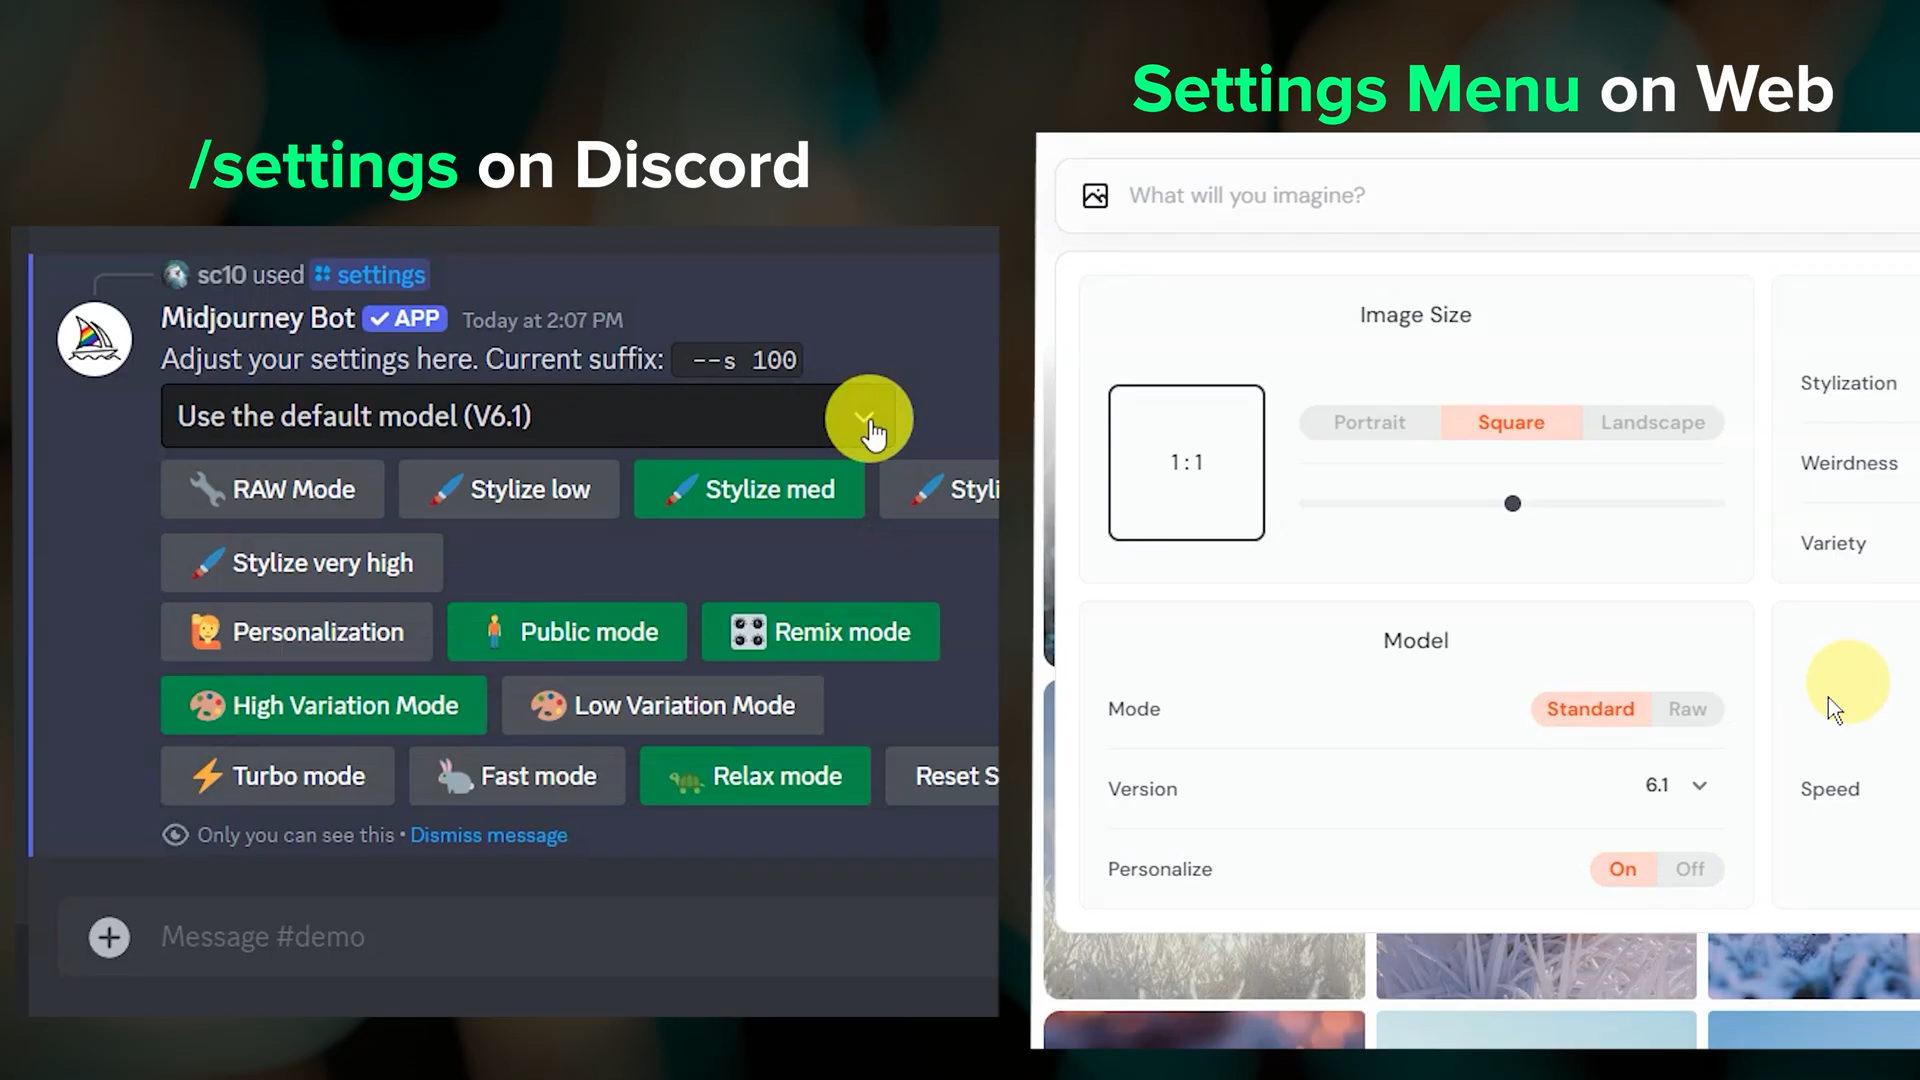 /settings on Discord
sc10 used settings
Midjourney Bot APP Today at 2:07 PM
Adjust your settings here. Current suffix: --s 100
Use the default model (V6.1)
RAW Mode
Stylize low
Stylize med
Styli
Stylize very high
Personalization
Public mode
Remix mode
High Variation Mode
Low Variation Mode
Turbo mode
Fast mode
Relax mode
Reset S
Only you can see this • Dismiss message
Message #demo
Settings Menu on Web
What will you imagine?
Image Size
1 : 1
Portrait
Square
Landscape
Stylization
Weirdness
Variety
Model
Mode
Standard
Raw
Version
6.1
Personalize
On
Off
Speed